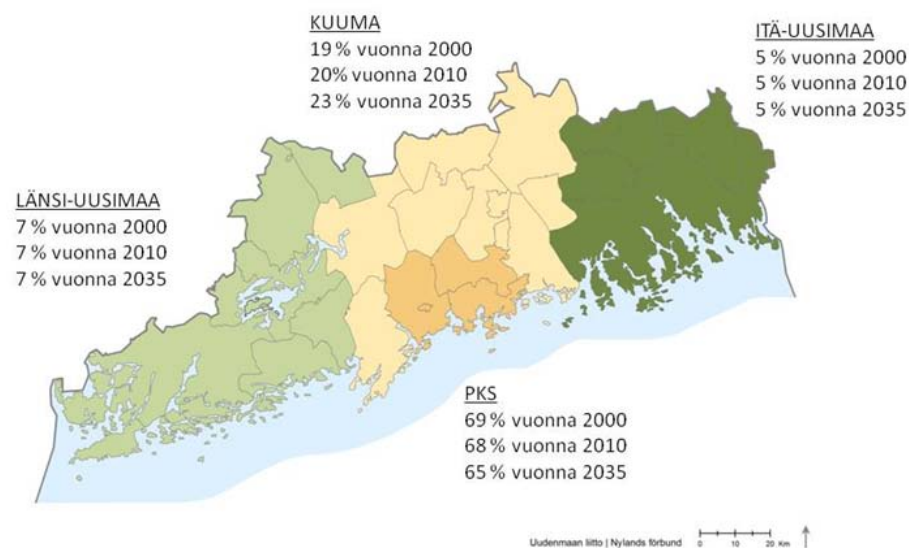 KUUMA
19 % vuonna 2000
20% vuonna 2010
23 % vuonna 2035
ITÄ-UUSIMAA
5 % vuonna 2000
5 % vuonna 2010
5 % vuonna 2035
LÄNSI-UUSIMAA
7 % vuonna 2000
7 % vuonna 2010
7 % vuonna 2035
PKS
69 % vuonna 2000
68 % vuonna 2010
65 % vuonna 2035
Uudenmaan liitto | Nylands förbund
0 10 20 Km